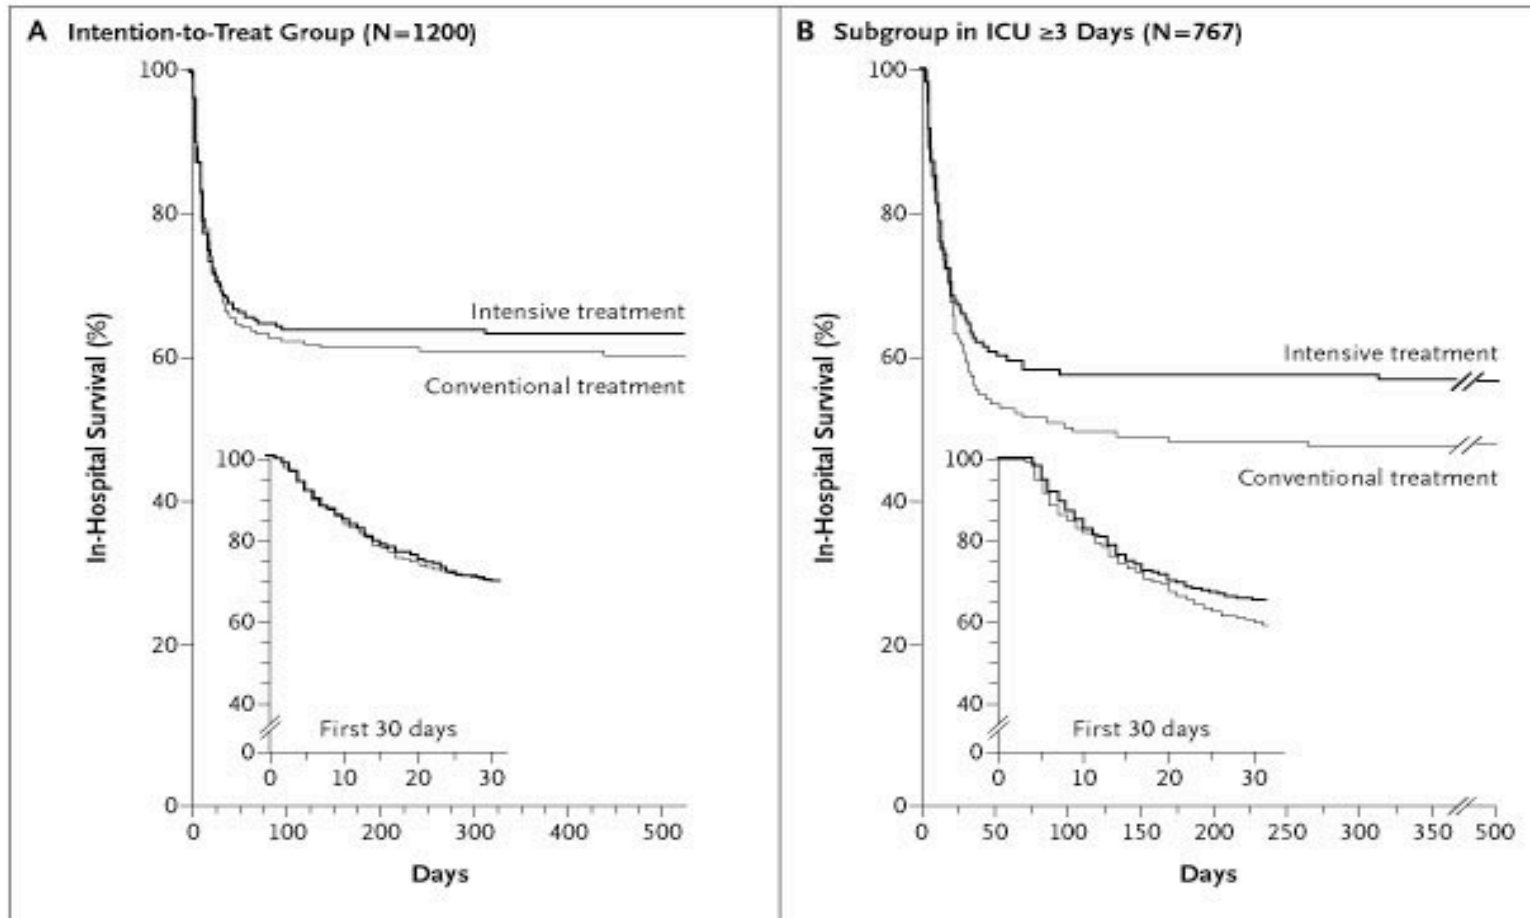 A Intention-to-Treat Group (N=1200)
100
80
60
40
20
0
In-Hospital Survival (%)
Intensive treatment
Conventional treatment
100
80
60
40
0
First 30 days
0 10 20 30
0 100 200 300 400 500
Days
B Subgroup in ICU ≥3 Days (N=767)
100
80
60
40
20
0
In-Hospital Survival (%)
Intensive treatment
Conventional treatment
100
80
60
40
0
First 30 days
0 10 20 30
0 50 100 150 200 250 300 350 500
Days